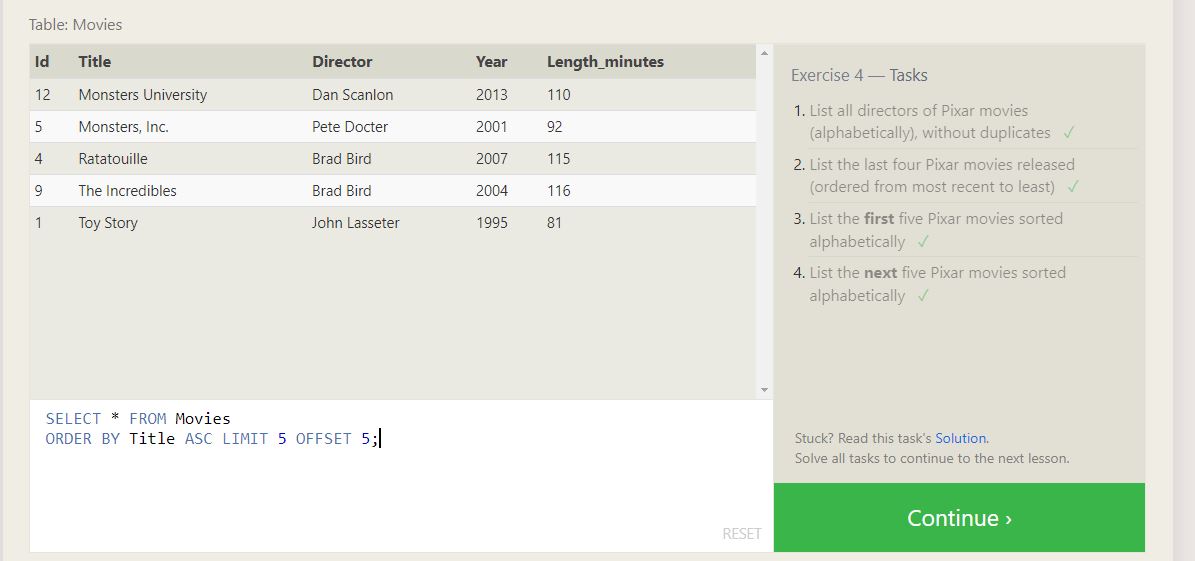 Table: Movies
Id Title Director Year Length_minutes
12 Monsters University Dan Scanlon 2013 110
5 Monsters, Inc. Pete Docter 2001 92
4 Ratatouille Brad Bird 2007 115
9 The Incredibles Brad Bird 2004 116
1 Toy Story John Lasseter 1995 81
SELECT * FROM Movies
ORDER BY Title ASC LIMIT 5 OFFSET 5;
RESET
Exercise 4 — Tasks
1. List all directors of Pixar movies
(alphabetically), without duplicates ✓
2. List the last four Pixar movies released
(ordered from most recent to least) ✓
3. List the first five Pixar movies sorted
alphabetically ✓
4. List the next five Pixar movies sorted
alphabetically ✓
Stuck? Read this task's Solution.
Solve all tasks to continue to the next lesson.
Continue ›